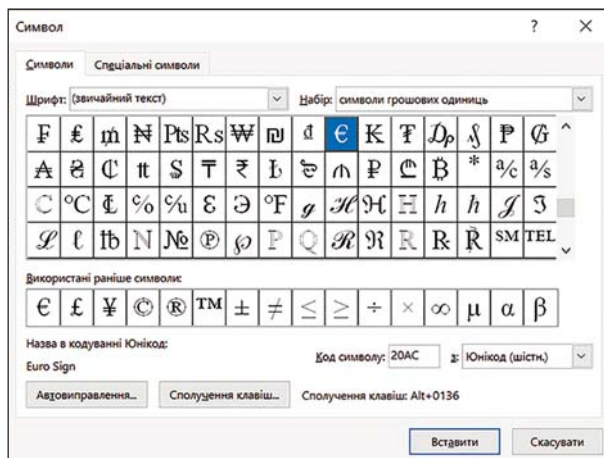 Символ ? ×
Символи Спеціальні символи
Шрифт: (звичайний текст) Набір: символи грошових одиниць
₣ ₤ ₥ ₦ ₧ ₨ ₩ ₪ ₫ € ₭ ₮ ₯ ₰ ₱ ₲
₳ ₴ ₵ ₶ ₷ ₸ ₹ ₺ ₻ ₼ ₽ ₾ ₿ ⃰ ℀ ℁
ℂ ℃ ℄ ℅ ℆ ℇ ℈ ℉ ℊ ℋ ℌ ℍ ℎ ℏ ℐ ℑ
ℒ ℓ ℔ ℕ № ℗ ℘ ℙ ℚ ℛ ℜ ℝ ℞ ℟ ℠ ℡
Використані раніше символи:
€ £ ¥ © ® ™ ± ≠ ≤ ≥ ÷ × ∞ µ α β
Назва в кодуванні Юнікод:
Euro Sign
Код символу: 20AC з: Юнікод (шістн.)
Автовиправлення... Сполучення клавіш... Сполучення клавіш: Alt+0136
Вставити Скасувати